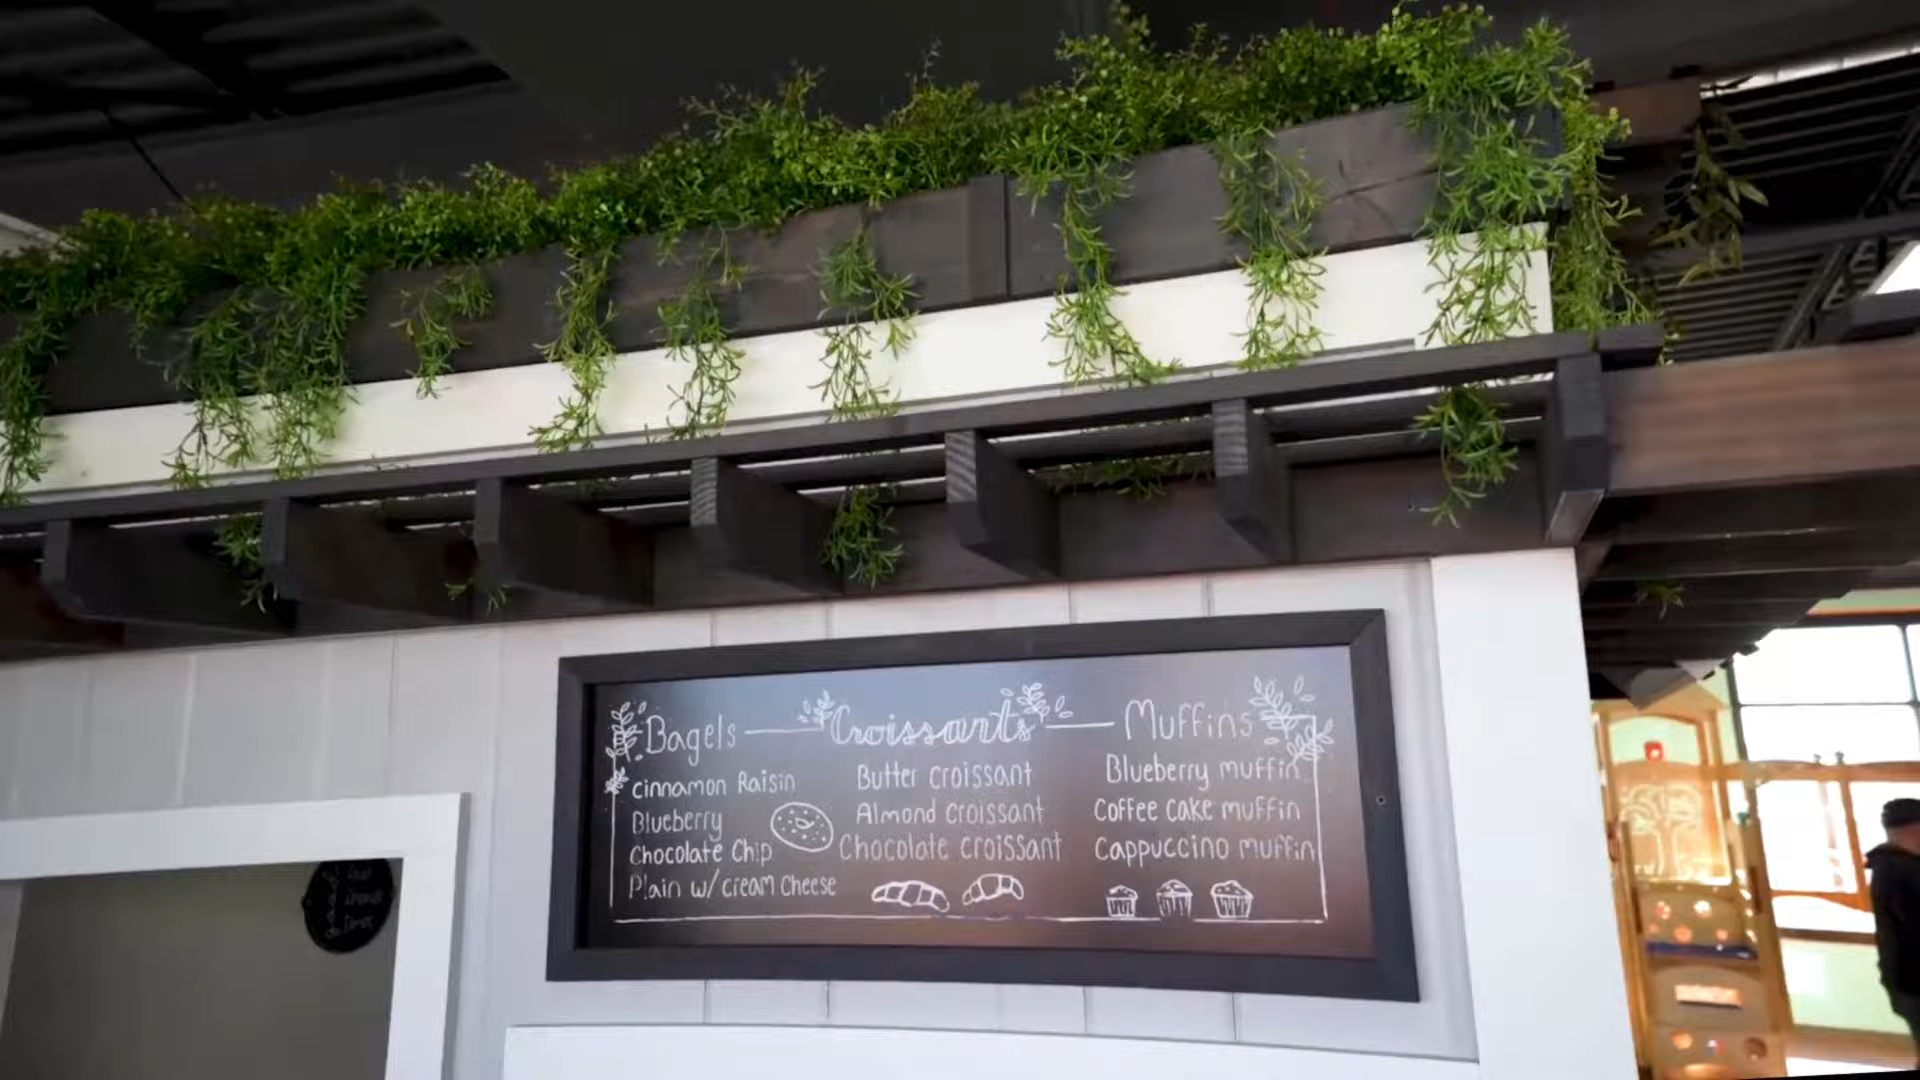 Bagels
cinnamon Raisin
Blueberry
Chocolate Chip
Plain w/ cream Cheese
Croissants
Butter croissant
Almond croissant
Chocolate croissant
Muffins
Blueberry muffin
Coffee cake muffin
Cappuccino muffin